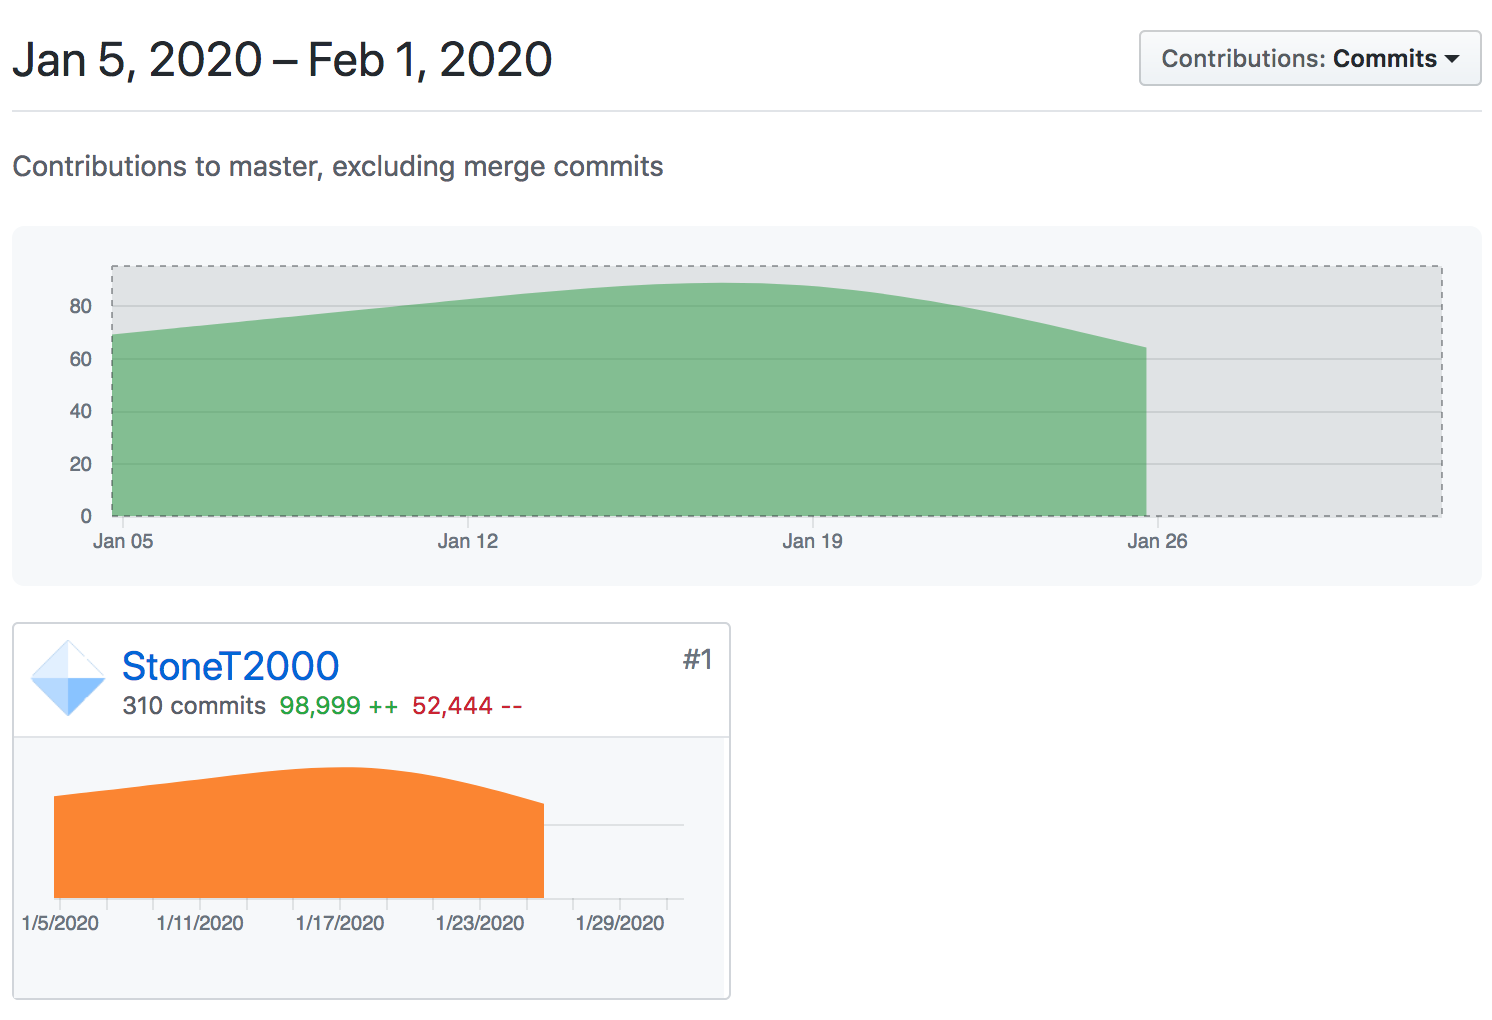 Jan 5, 2020 – Feb 1, 2020
Contributions: Commits
Contributions to master, excluding merge commits
80
60
40
20
0
Jan 05 Jan 12 Jan 19 Jan 26
StoneT2000
#1
310 commits 98,999 ++ 52,444 --
1/5/2020 1/11/2020 1/17/2020 1/23/2020 1/29/2020